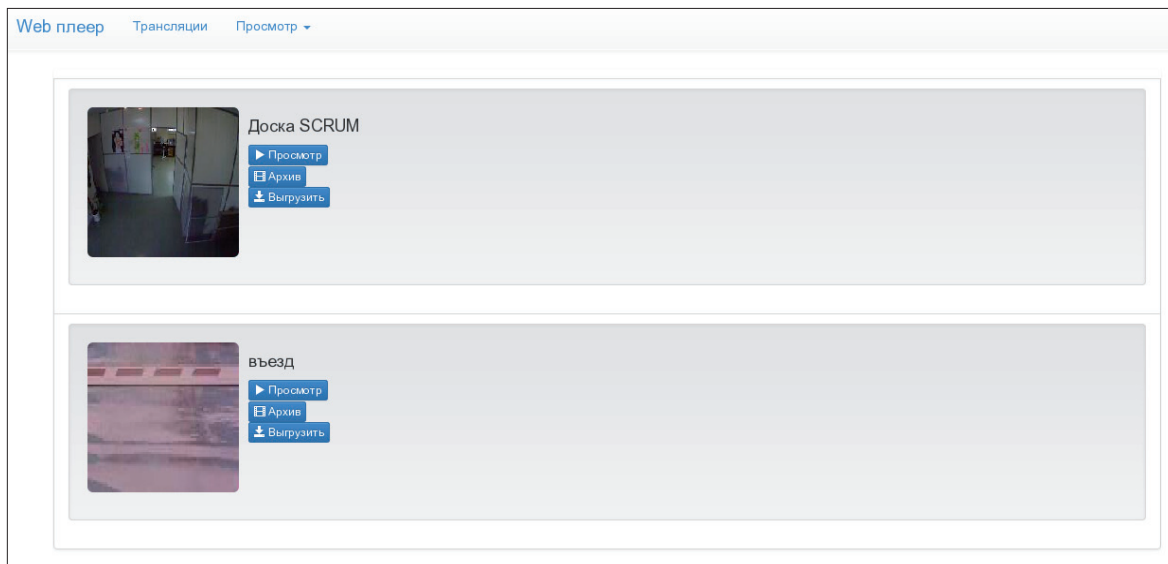 Web плеер Трансляции Просмотр
Доска SCRUM
Просмотр
Архив
Выгрузить
въезд
Просмотр
Архив
Выгрузить